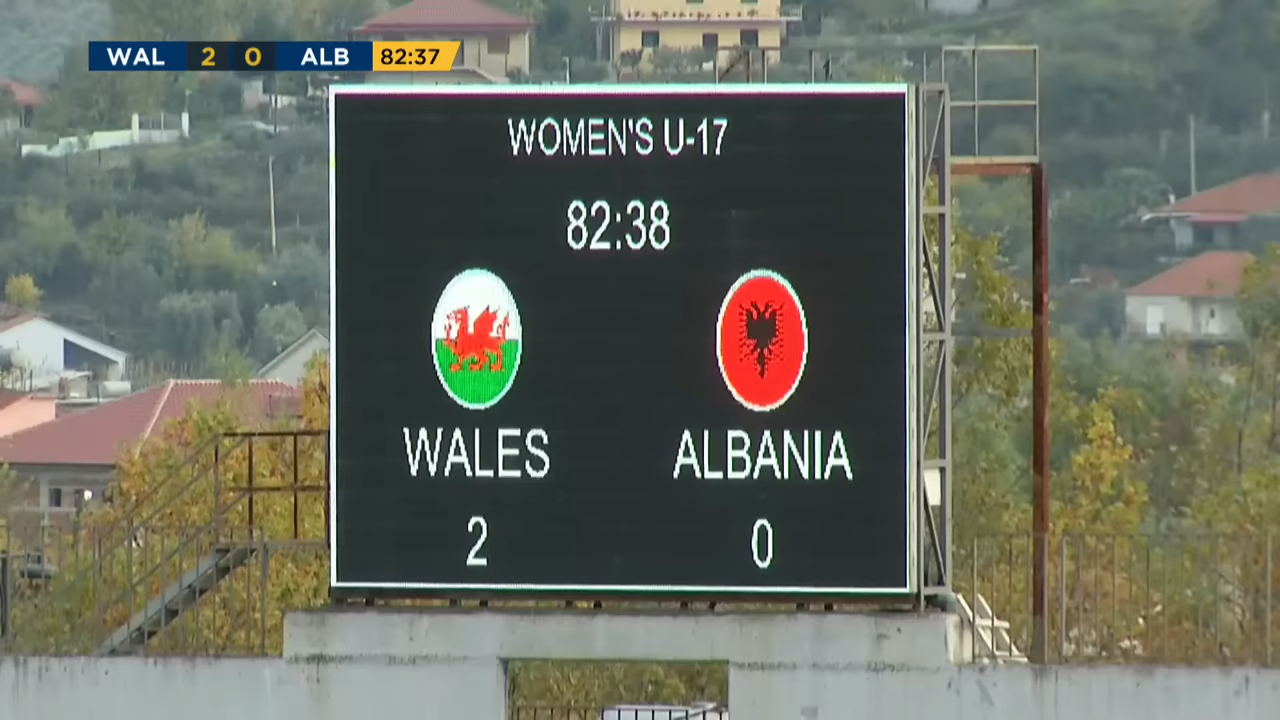 WAL 2 0 ALB 82:37
WOMEN'S U-17
82:38
WALES ALBANIA
2 0